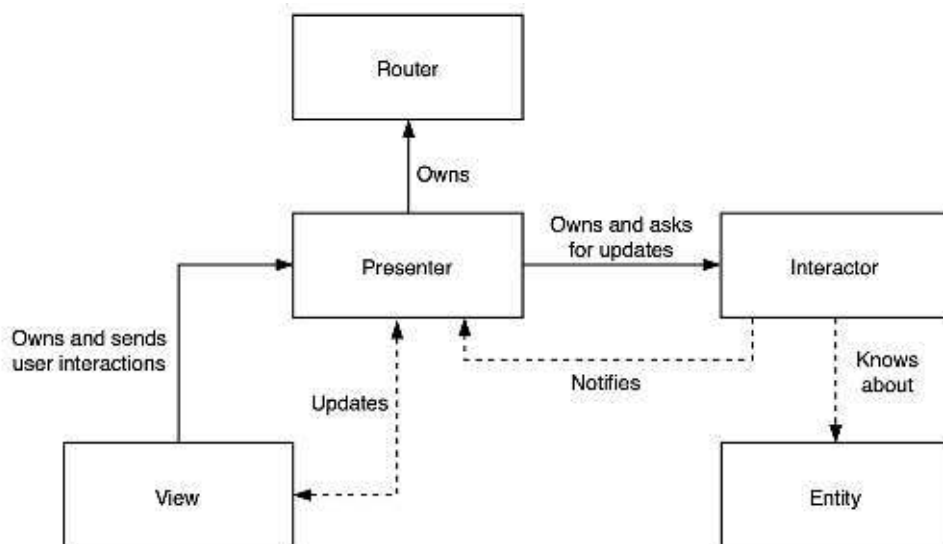 Router
Owns
Presenter
Owns and asks
for updates
Interactor
Owns and sends
user interactions
Updates
Notifies
Knows
about
View
Entity